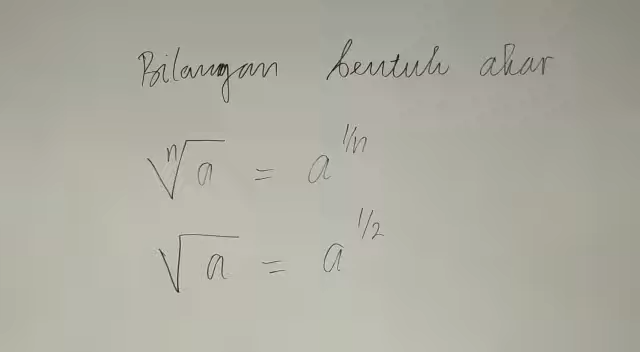 Bilangan bentuk akar
ⁿ√a = a^1/n
√a = a^1/2